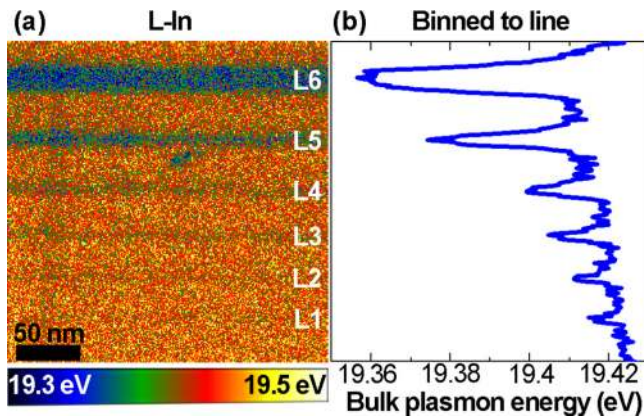 (a) L-In
(b) Binned to line
L6
L5
L4
L3
L2
L1
50 nm
19.3 eV 19.5 eV
19.36 19.38 19.4 19.42
Bulk plasmon energy (eV)